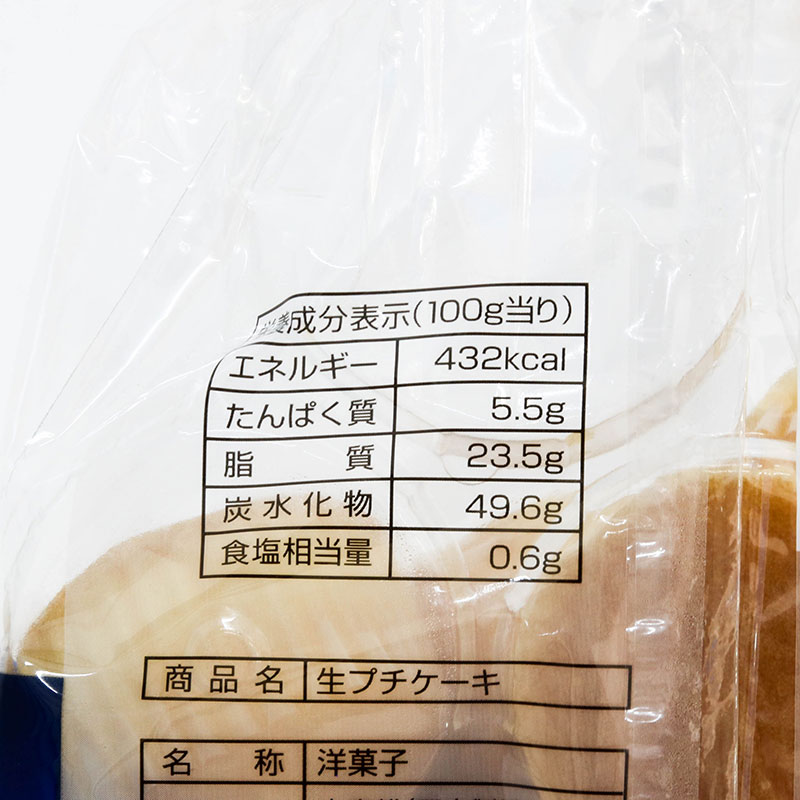 栄養成分表示(100g当り)
エネルギー 432kcal
たんぱく質 5.5g
脂質 23.5g
炭水化物 49.6g
食塩相当量 0.6g
商品名 生プチケーキ
名称 洋菓子